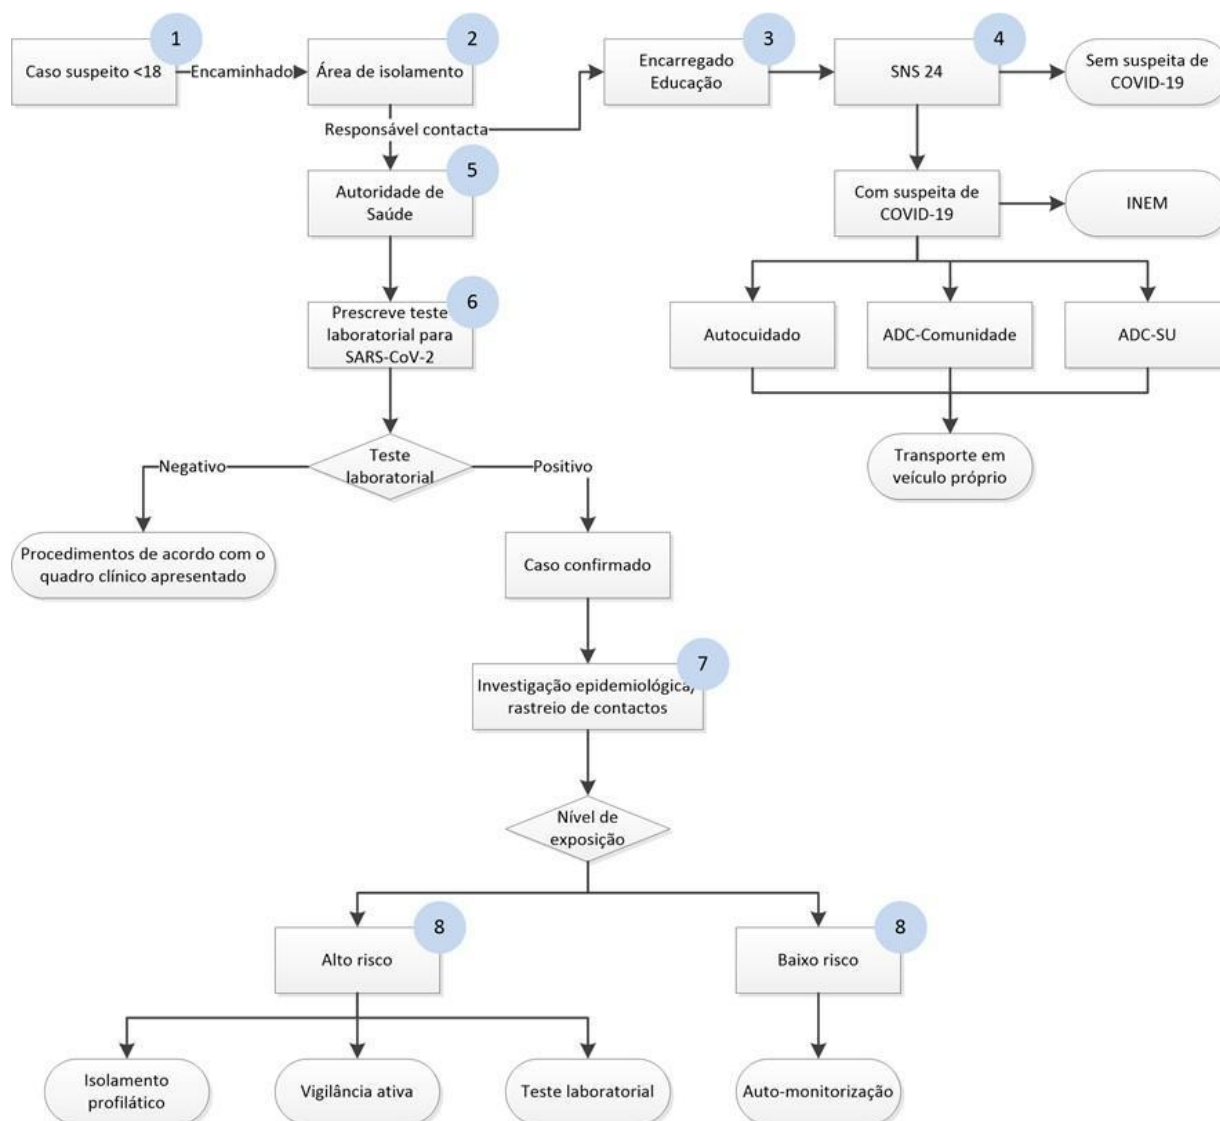 1
Caso suspeito <18
Encaminhado
2
Área de isolamento
3
Encarregado
Educação
4
SNS 24
Sem suspeita de
COVID-19
Responsável contacta
5
Autoridade de
Saúde
Com suspeita de
COVID-19
INEM
6
Prescreve teste
laboratorial para
SARS-CoV-2
Autocuidado
ADC-Comunidade
ADC-SU
Negativo
Teste
laboratorial
Positivo
Transporte em
veículo próprio
Procedimentos de acordo com o
quadro clínico apresentado
Caso confirmado
7
Investigação epidemiológica/
rastreio de contactos
Nível de
exposição
8
Alto risco
8
Baixo risco
Isolamento
profilático
Vigilância ativa
Teste laboratorial
Auto-monitorização